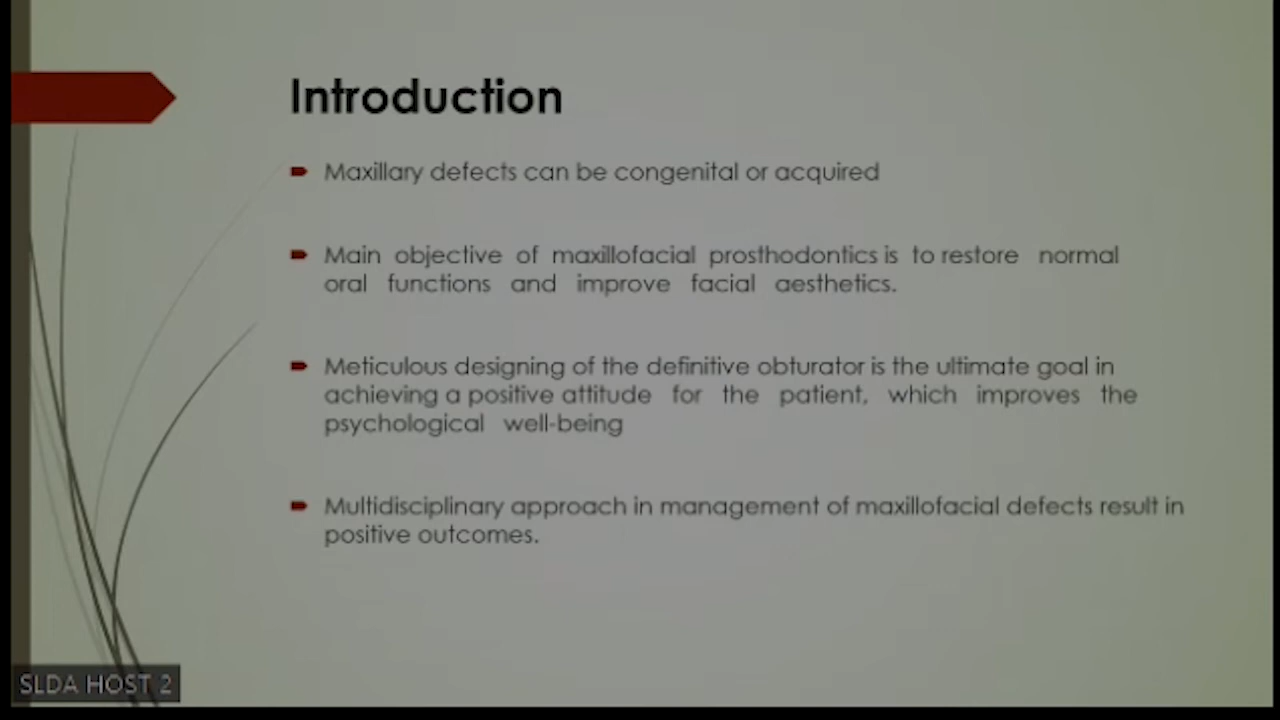 Introduction
Maxillary defects can be congenital or acquired
Main objective of maxillofacial prosthodontics is to restore normal
oral functions and improve facial aesthetics.
Meticulous designing of the definitive obturator is the ultimate goal in
achieving a positive attitude for the patient, which improves the
psychological well-being
Multidisciplinary approach in management of maxillofacial defects result in
positive outcomes.
SLDA HOST 2